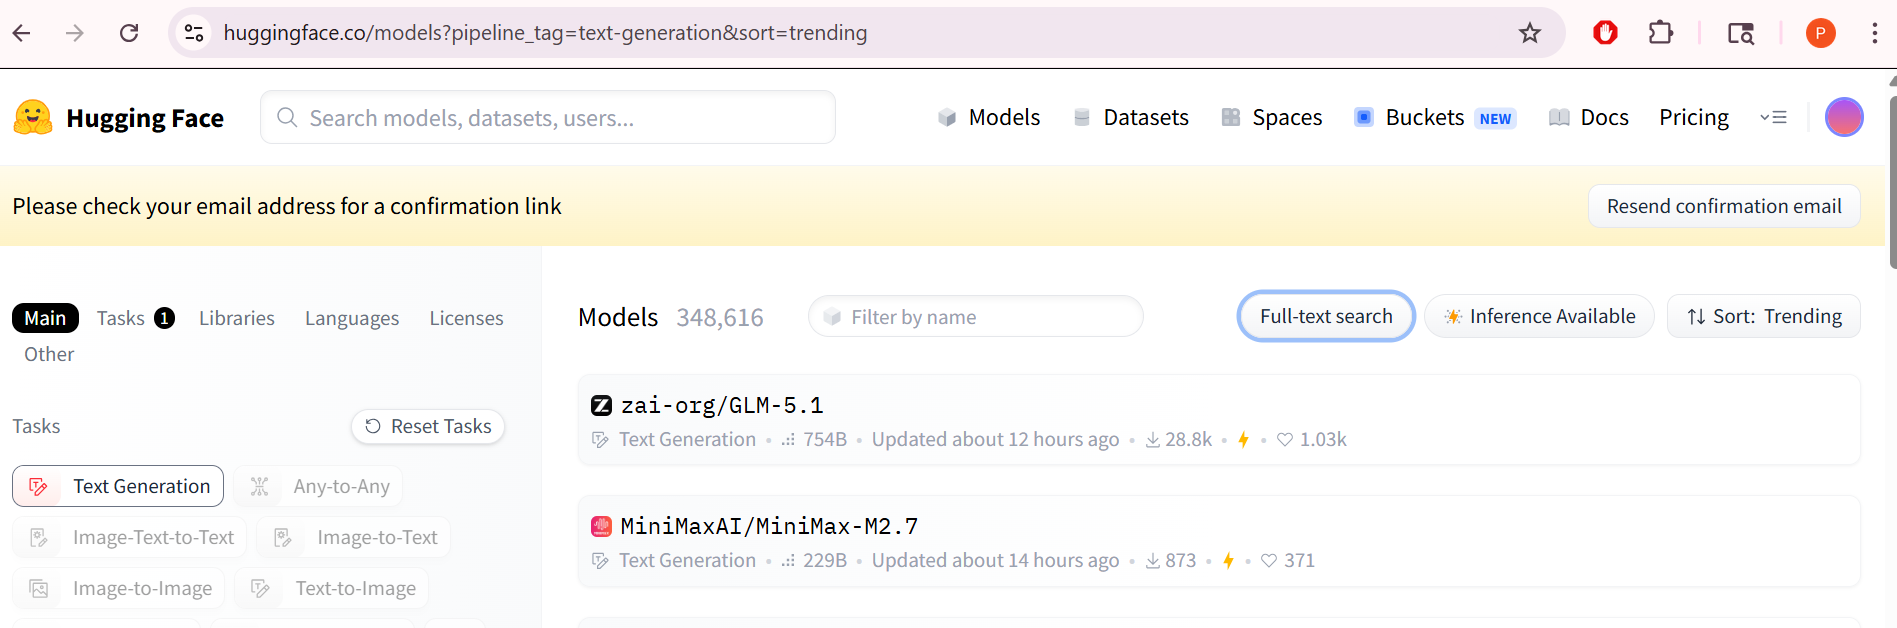 huggingface.co/models?pipeline_tag=text-generation&sort=trending
P
Hugging Face
Search models, datasets, users...
Models
Datasets
Spaces
Buckets NEW
Docs
Pricing
Please check your email address for a confirmation link
Resend confirmation email
Main
Tasks 1
Libraries
Languages
Licenses
Other
Tasks
Reset Tasks
Text Generation
Any-to-Any
Image-Text-to-Text
Image-to-Text
Image-to-Image
Text-to-Image
Models 348,616
Filter by name
Full-text search
Inference Available
Sort: Trending
zai-org/GLM-5.1
Text Generation • 754B • Updated about 12 hours ago • 28.8k • • 1.03k
MiniMaxAI/MiniMax-M2.7
Text Generation • 229B • Updated about 14 hours ago • 873 • • 371